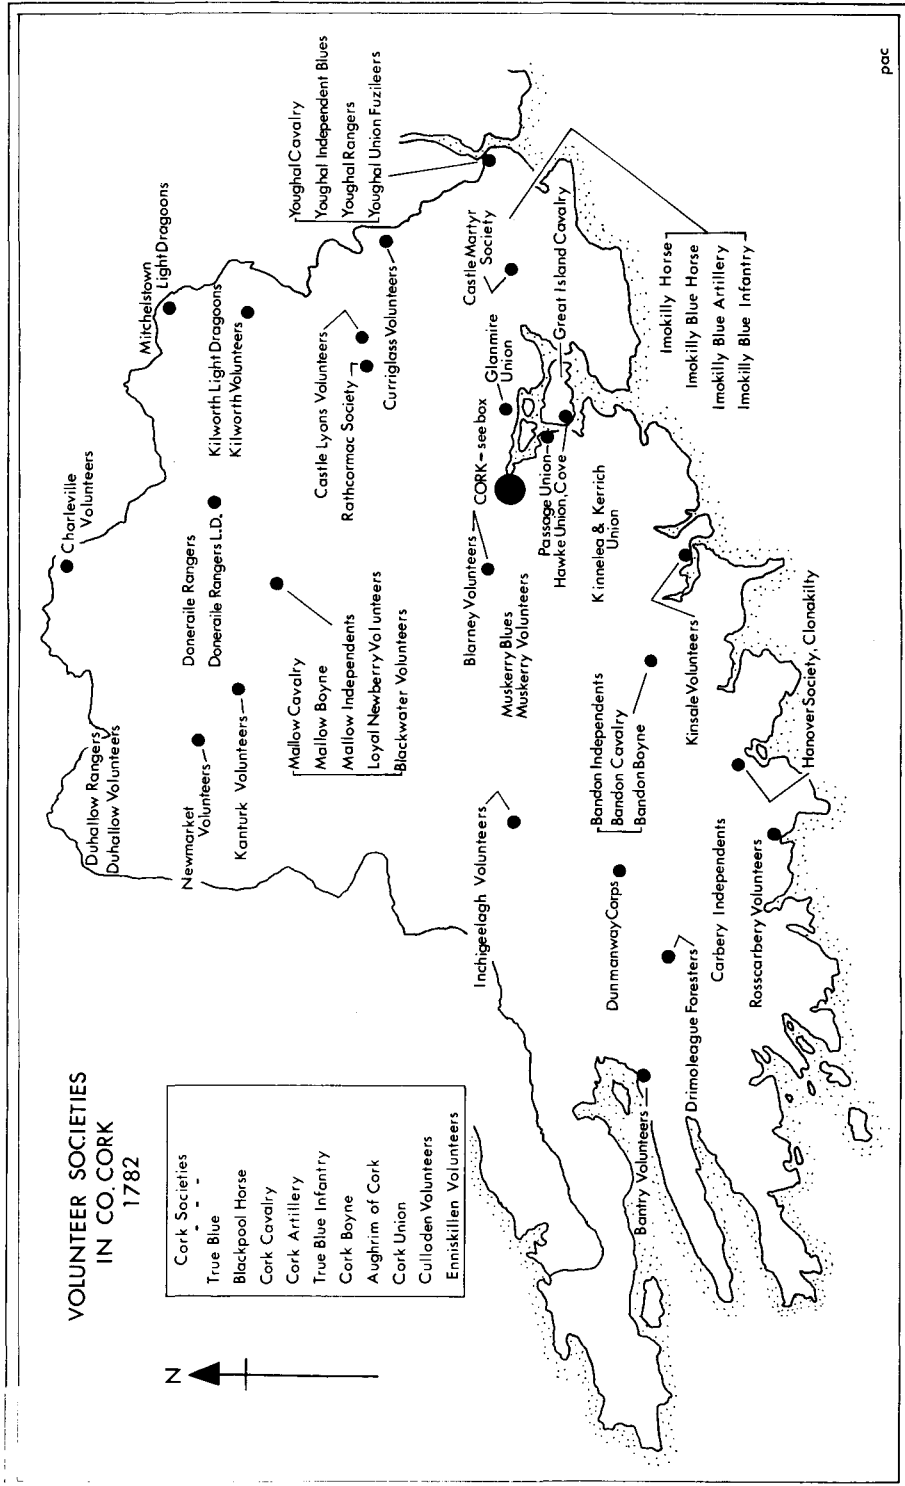 VOLUNTEER SOCIETIES
IN CO. CORK
1782
N
Cork Societies
True Blue
Blackpool Horse
Cork Cavalry
Cork Artillery
True Blue Infantry
Cork Boyne
Aughrim of Cork
Cork Union
Culloden Volunteers
Enniskillen Volunteers
Duhallow Rangers
Duhallow Volunteers
Charleville
Volunteers
Mitchelstown
Light Dragoons
Newmarket
Volunteers
Kanturk Volunteers
Doneraile Rangers
Doneraile Rangers L.D.
Kilworth Light Dragoons
Kilworth Volunteers
Mallow Cavalry
Mallow Boyne
Mallow Independents
Loyal Newberry Volunteers
Blackwater Volunteers
Castle Lyons Volunteers
Rathcormac Society
Curriglass Volunteers
Youghal Cavalry
Youghal Independent Blues
Youghal Rangers
Youghal Union Fuzileers
Inchigeelagh Volunteers
Blarney Volunteers
CORK - see box
Muskerry Blues
Muskerry Volunteers
Glanmire
Union
Castle Martyr
Society
Great Island Cavalry
Passage Union
Hawke Union, Cove
Kinnelea & Kerrich
Union
Imokilly Horse
Imokilly Blue Horse
Imokilly Blue Artillery
Imokilly Blue Infantry
Bandon Independents
Bandon Cavalry
Bandon Boyne
Dunmanway Corps
Kinsale Volunteers
Bantry Volunteers
Drimoleague Foresters
Carbery Independents
Rosscarbery Volunteers
Hanover Society, Clonakilty
pac